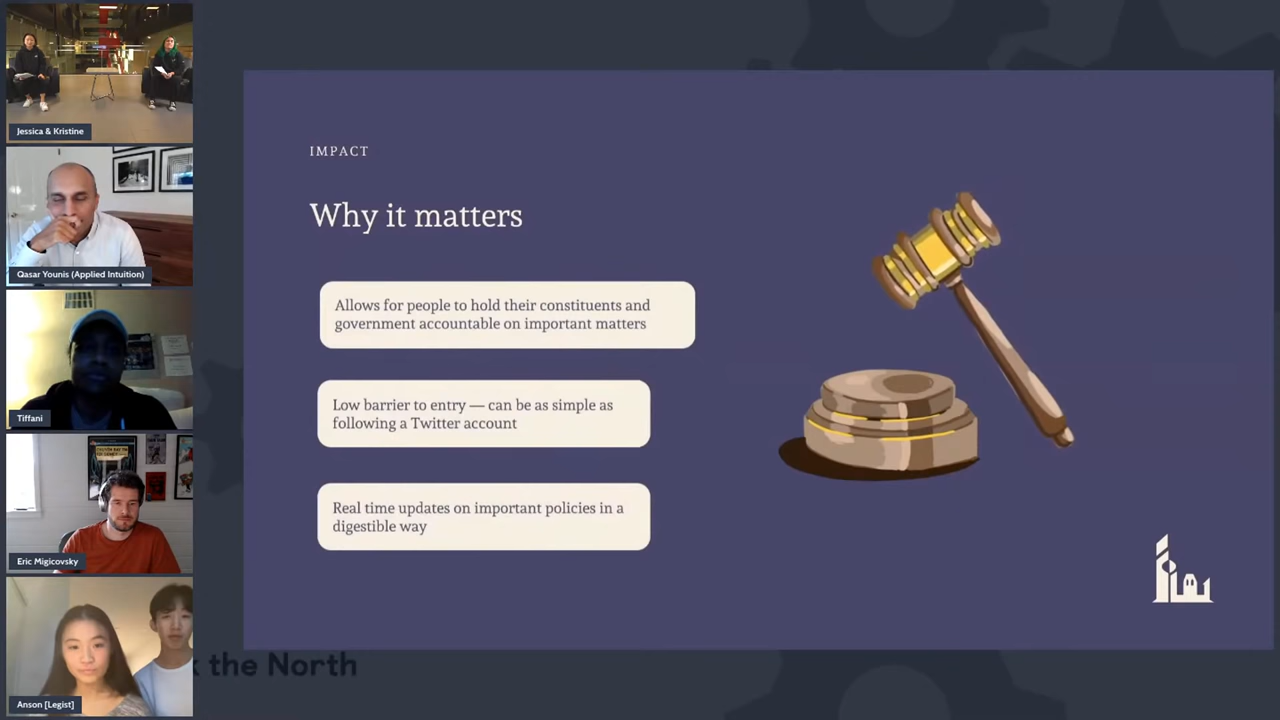 Jessica & Kristine
Qasar Younis (Applied Intuition)
Tiffani
Eric Migicovsky
Anson [Legist]
IMPACT
Why it matters
Allows for people to hold their constituents and
government accountable on important matters
Low barrier to entry — can be as simple as
following a Twitter account
Real time updates on important policies in a
digestible way
the North